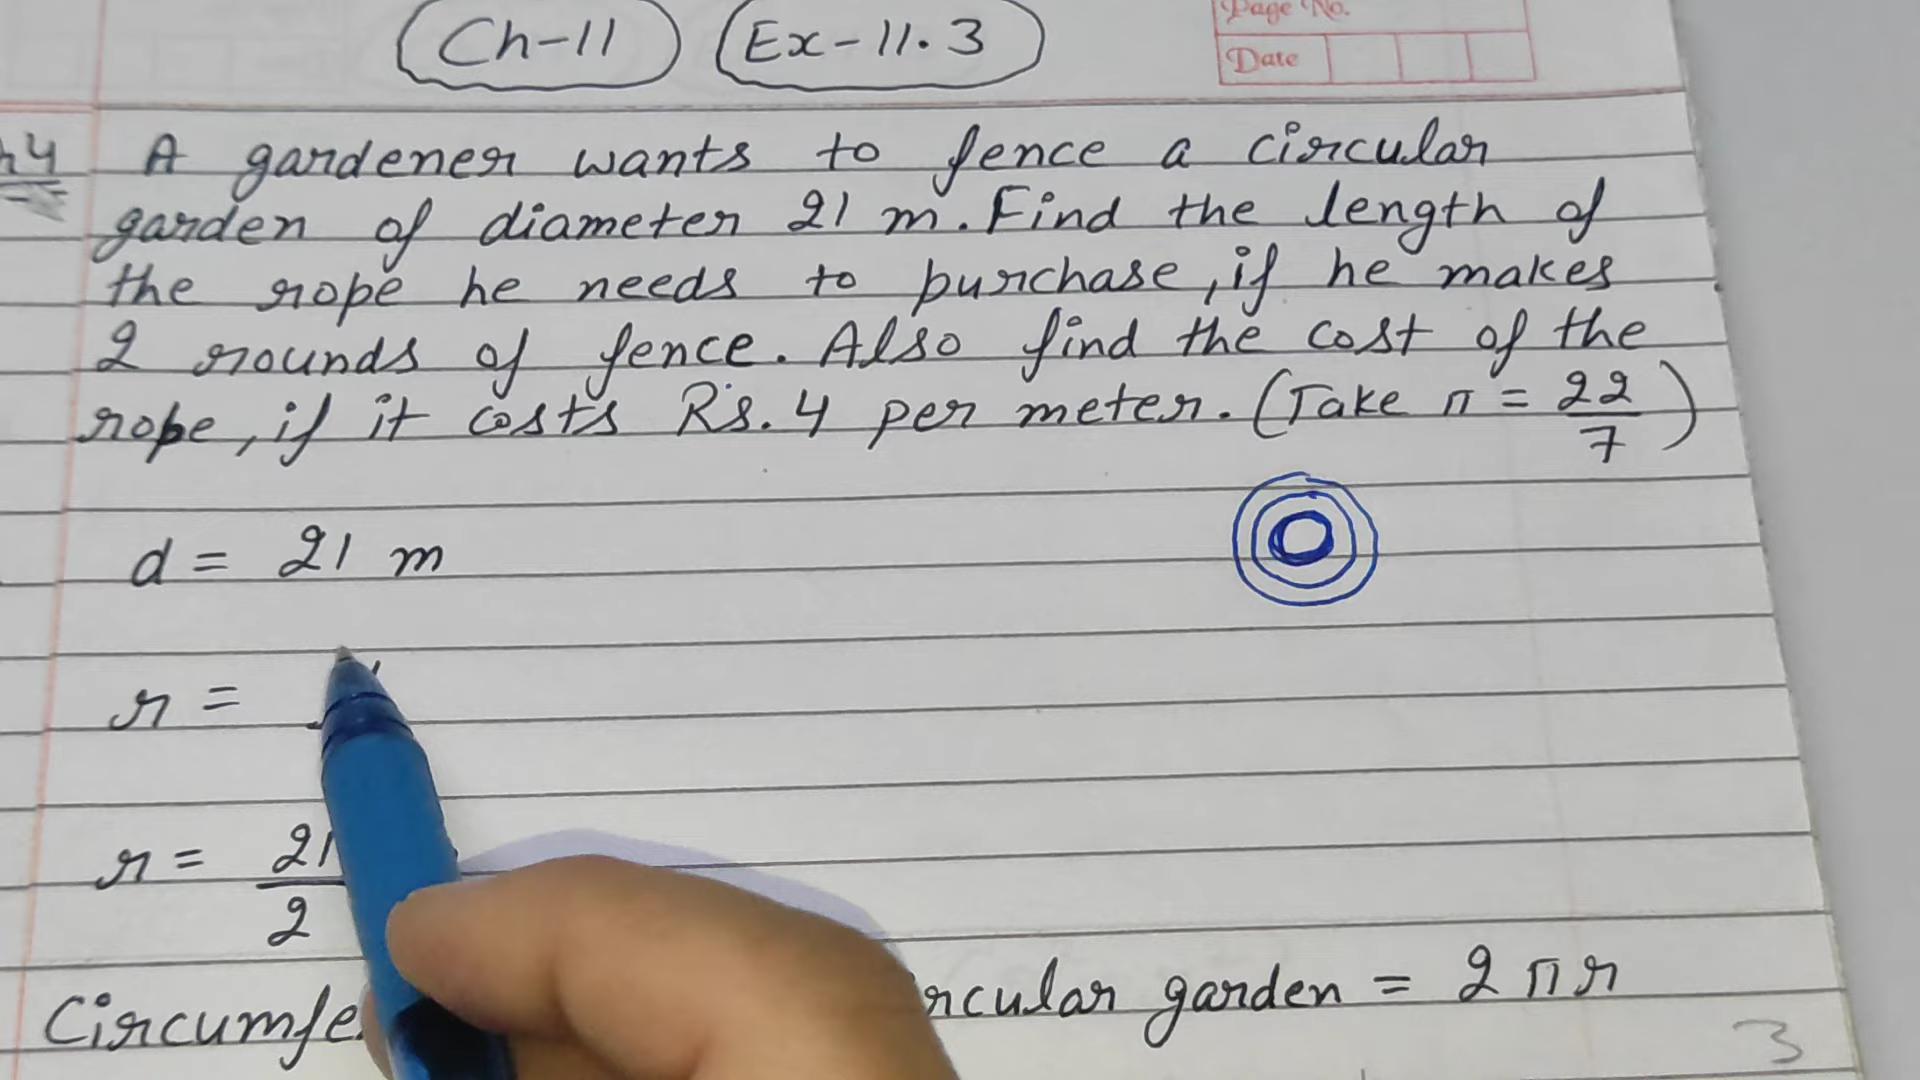 Ch-11 Ex-11.3
Page No.
Date
4 A gardener wants to fence a circular
garden of diameter 21 m. Find the length of
the rope he needs to purchase, if he makes
2 rounds of fence. Also find the cost of the
rope, if it costs Rs. 4 per meter. (Take π = 22/7)
d = 21 m
r =
r = 21/2
garden = 2πr
3